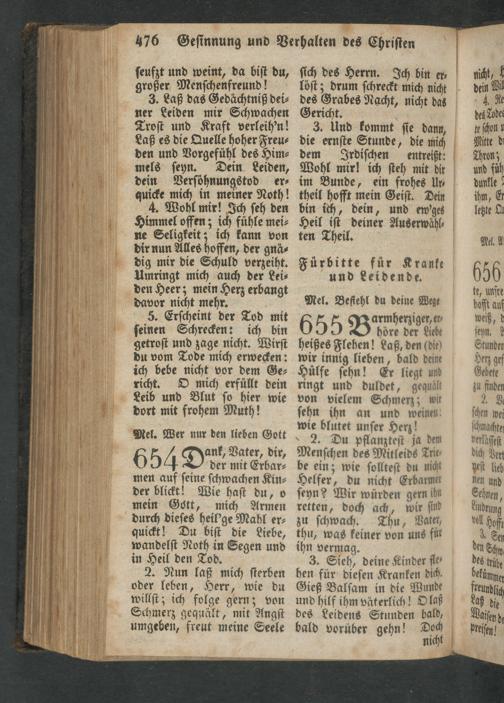 476 Gesinnung und Verhalten des Christen
seufzt und weint, da bist du,
großer Menschenfreund!
3. Laß das Gedächtniß dei-
ner Leiden mir Schwachen
Trost und Kraft verleih'n!
Laß es die Quelle hoher Freu-
den und Vorgefühl des Him-
mels seyn. Dein Leiden,
dein Versöhnungstod er-
quicke mich in meiner Noth!
4. Wohl mir! Ich seh den
Himmel offen; ich fühle mei-
ne Seligkeit; ich kann von
dir nun Alles hoffen, der gnä-
dig mir die Schuld verzeiht.
Umringt mich auch der Lei-
den Heer; mein Herz erbangt
davor nicht mehr.
5. Erscheint der Tod mit
seinen Schrecken: ich bin
getrost und zage nicht. Wirst
du vom Tode mich erwecken:
ich bebe nicht vor dem Ge-
richt. O mich erfüllt dein
Leib und Blut so hier wie
dort mit frohem Muth!
Mel. Wer nur den lieben Gott
654 Dank, Vater, dir,
der mit Erbar-
men auf seine schwachen Kin-
der blickt! Wie hast du, o
mein Gott, mich Armen
durch dieses heil'ge Mahl er-
quickt! Du bist die Liebe,
wandelst Noth in Segen und
in Heil den Tod.
2. Nun laß mich sterben
oder leben, Herr, wie du
willst; ich folge gern; von
Schmerz gequält, mit Angst
umgeben, freut meine Seele
sich des Herrn. Ich bin er-
löst; drum schreckt mich nicht
des Grabes Nacht, nicht das
Gericht.
3. Und kommt sie dann,
die ernste Stunde, die mich
dem Irdischen entreißt:
Wohl mir! ich steh mit dir
im Bunde, ein frohes Ur-
theil hofft mein Geist. Dein
bin ich, dein, und ew'ges
Heil ist deiner Auserwähl-
ten Theil.
Fürbitte für Kranke
und Leidende.
Mel. Befiehl du deine Wege
655 Barmherziger, er-
höre der Liebe
heißes Flehen! Laß, den (die)
wir innig lieben, bald deine
Hülfe sehn! Er liegt und
ringt und duldet, gequält
von vielem Schmerz; wir
sehn ihn an und weinen:
wie blutet unser Herz!
2. Du pflanztest ja dem
Menschen des Mitleids Trie-
be ein; wie solltest du nicht
Helfer, du nicht Erbarmer
seyn? Wir würden gern ihn
retten, doch ach, wir sind
zu schwach. Thu, Vater,
thu, was keiner von uns für
ihn vermag.
3. Sieh, deine Kinder fle-
hen für diesen Kranken dich.
Gieß Balsam in die Wunde
und hilf ihm väterlich! O laß
des Leidens Stunden bald,
bald vorüber gehn! Doch
nicht
656